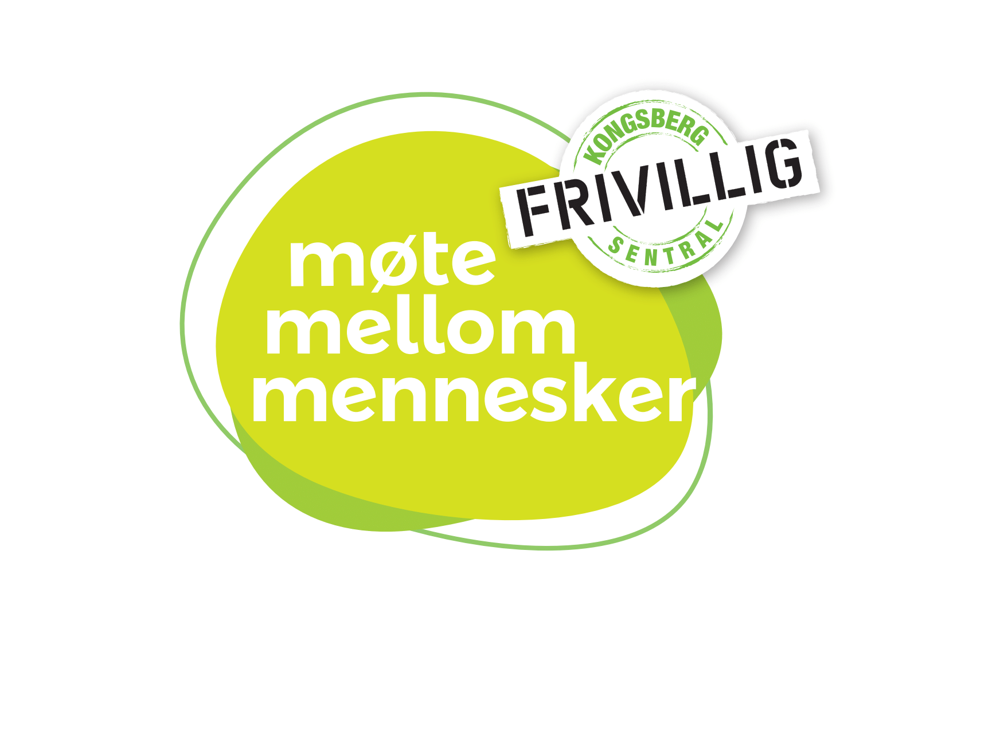 KONGSBERG
FRIVILLIG
SENTRAL
møte
mellom
mennesker